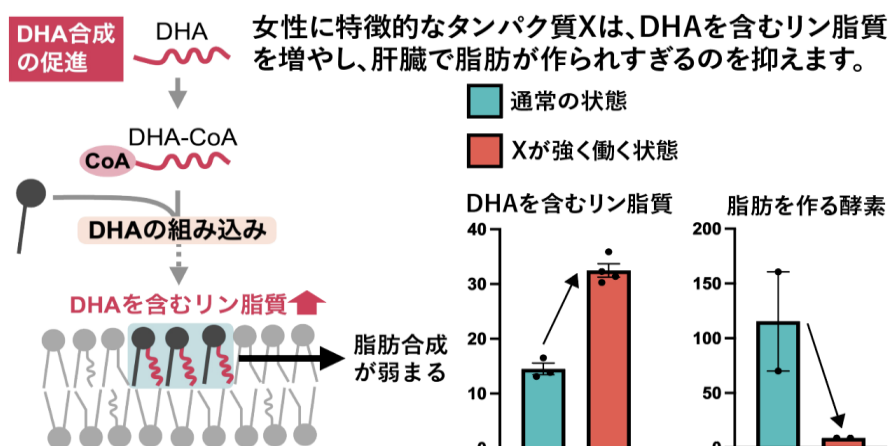 DHA合成
の促進
DHA
女性に特徴的なタンパク質Xは、DHAを含むリン脂質
を増やし、肝臓で脂肪が作られすぎるのを抑えます。
通常の状態
Xが強く働く状態
DHA-CoA
CoA
DHAの組み込み
DHAを含むリン脂質
脂肪合成
が弱まる
DHAを含むリン脂質
40
30
20
10
0
脂肪を作る酵素
200
150
100
50
0